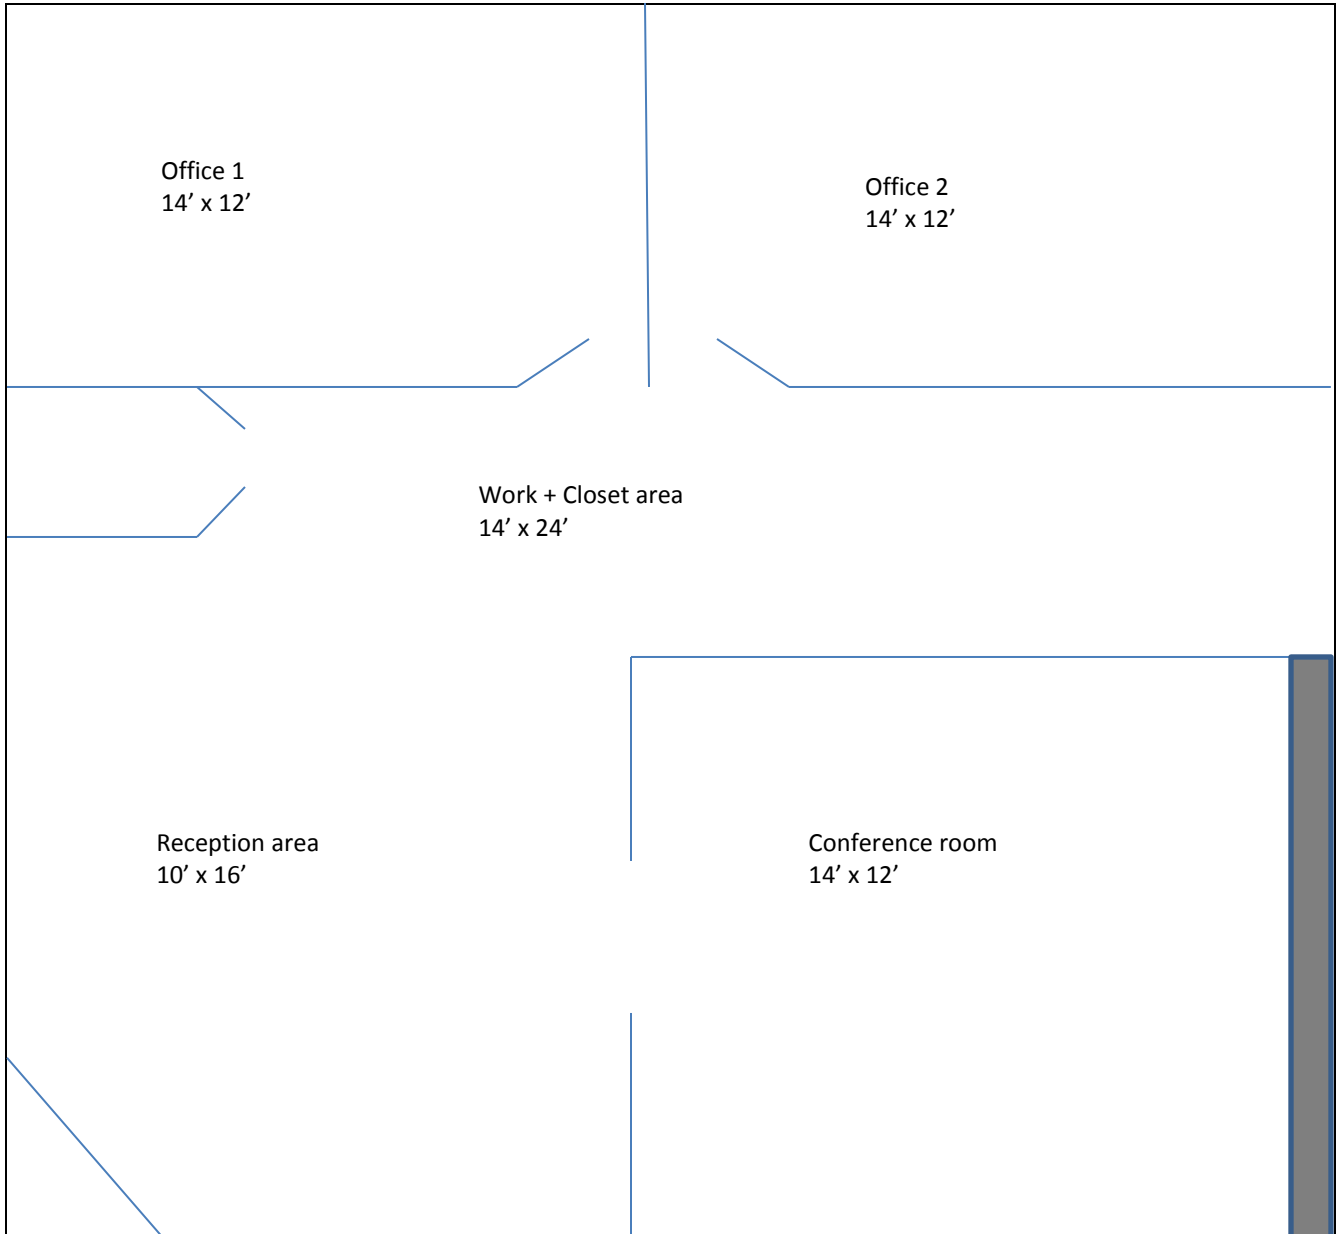 Office 1
14’ x 12’
Office 2
14’ x 12’
Work + Closet area
14’ x 24’
Reception area
10’ x 16’
Conference room
14’ x 12’